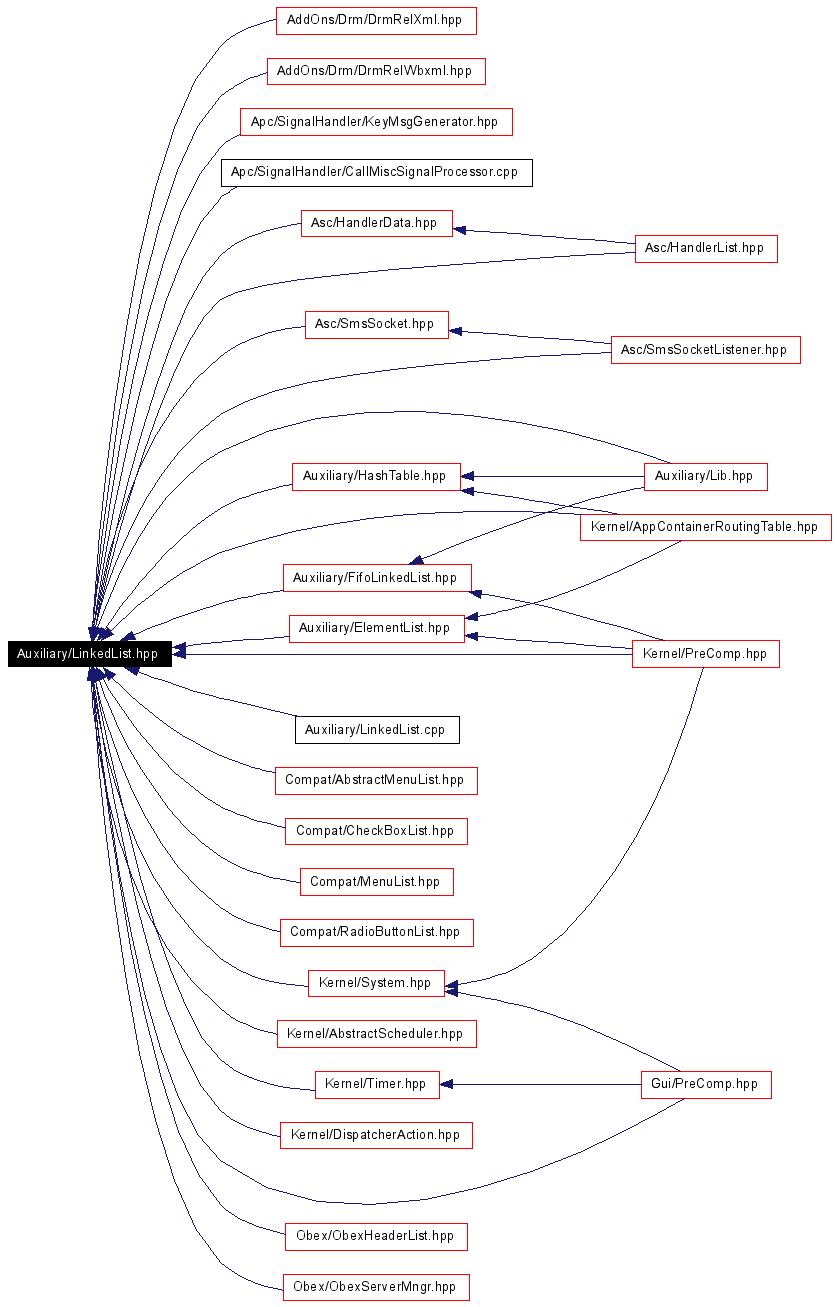 AddOns/Drm/DrmRelXml.hpp
AddOns/Drm/DrmRelWbxml.hpp
Apc/SignalHandler/KeyMsgGenerator.hpp
Apc/SignalHandler/CallMiscSignalProcessor.cpp
Asc/HandlerData.hpp
Asc/HandlerList.hpp
Asc/SmsSocket.hpp
Asc/SmsSocketListener.hpp
Auxiliary/HashTable.hpp
Auxiliary/Lib.hpp
Kernel/AppContainerRoutingTable.hpp
Auxiliary/FifoLinkedList.hpp
Auxiliary/ElementList.hpp
Auxiliary/LinkedList.hpp
Kernel/PreComp.hpp
Auxiliary/LinkedList.cpp
Compat/AbstractMenuList.hpp
Compat/CheckBoxList.hpp
Compat/MenuList.hpp
Compat/RadioButtonList.hpp
Kernel/System.hpp
Kernel/AbstractScheduler.hpp
Kernel/Timer.hpp
Gui/PreComp.hpp
Kernel/DispatcherAction.hpp
Obex/ObexHeaderList.hpp
Obex/ObexServerMngr.hpp